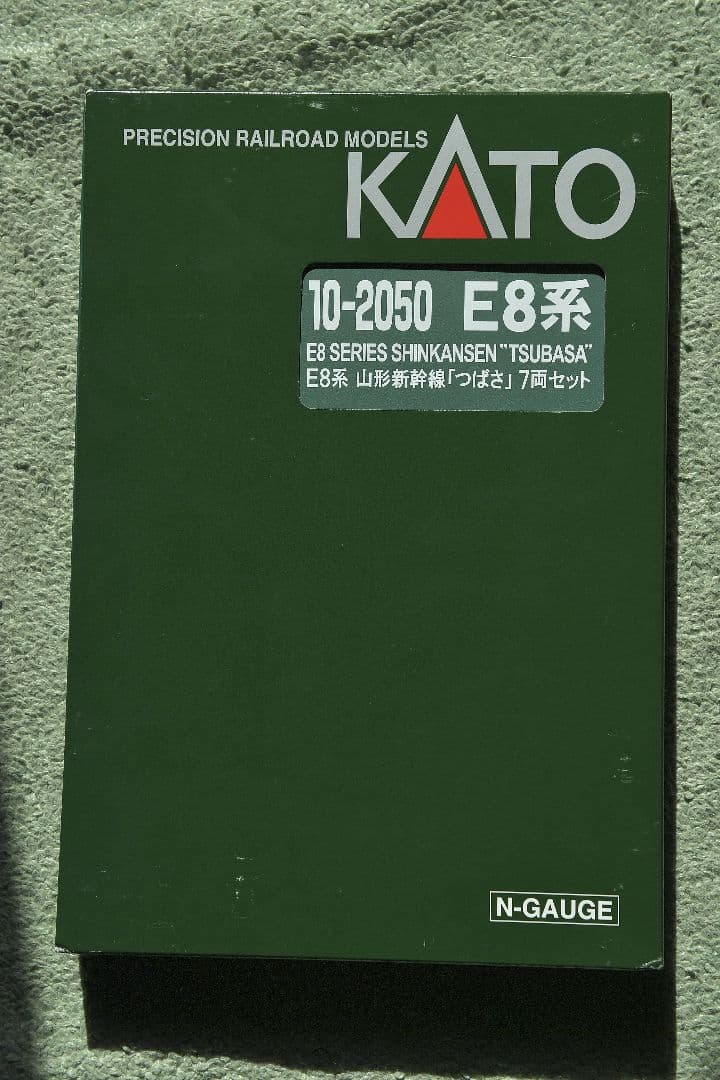 PRECISION RAILROAD MODELS
KATO
10-2050 E8系
E8 SERIES SHINKANSEN "TSUBASA"
E8系 山形新幹線「つばさ」7両セット
N-GAUGE